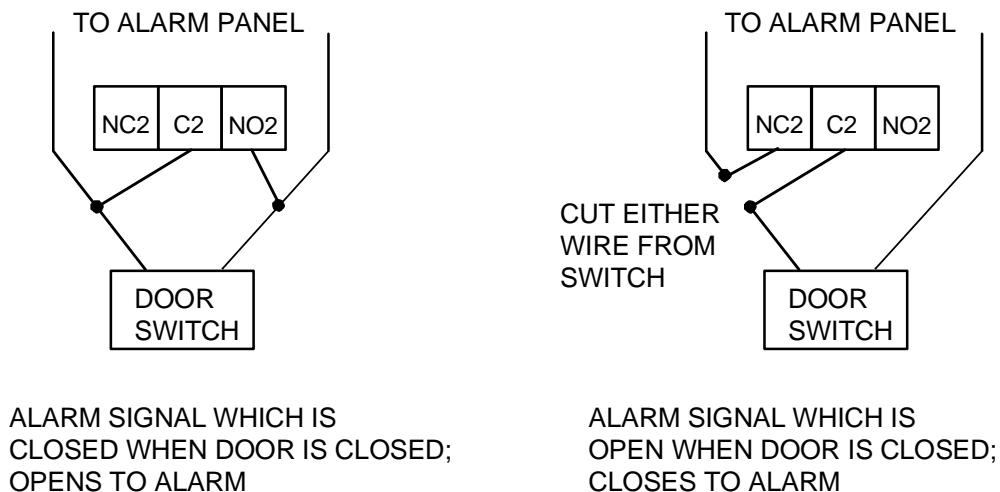 TO ALARM PANEL
NC2 C2 NO2
DOOR
SWITCH
ALARM SIGNAL WHICH IS
CLOSED WHEN DOOR IS CLOSED;
OPENS TO ALARM
TO ALARM PANEL
NC2 C2 NO2
CUT EITHER
WIRE FROM
SWITCH
DOOR
SWITCH
ALARM SIGNAL WHICH IS
OPEN WHEN DOOR IS CLOSED;
CLOSES TO ALARM